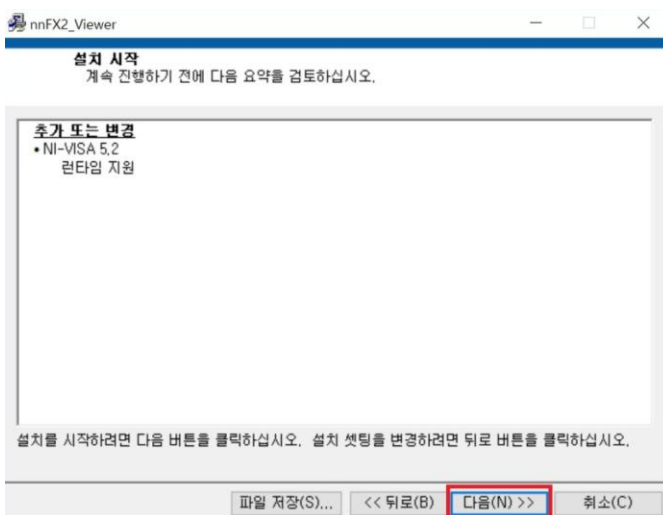 nnFX2_Viewer
설치 시작
계속 진행하기 전에 다음 요약을 검토하십시오.
추가 또는 변경
• NI-VISA 5.2
런타임 지원
설치를 시작하려면 다음 버튼을 클릭하십시오. 설치 셋팅을 변경하려면 뒤로 버튼을 클릭하십시오.
파일 저장(S)... << 뒤로(B) 다음(N) >> 취소(C)